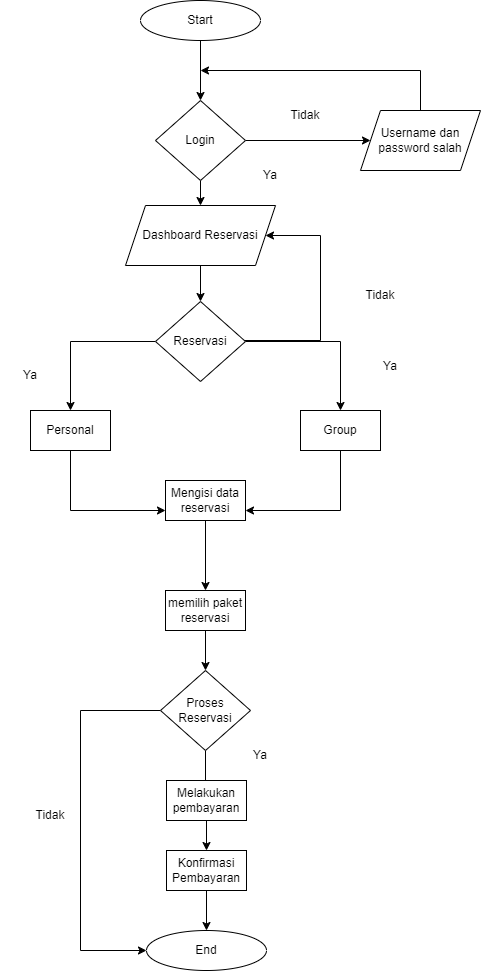 Start
Tidak
Login
Username dan
password salah
Ya
Dashboard Reservasi
Tidak
Reservasi
Ya
Ya
Personal
Group
Mengisi data
reservasi
memilih paket
reservasi
Proses
Reservasi
Ya
Melakukan
pembayaran
Tidak
Konfirmasi
Pembayaran
End